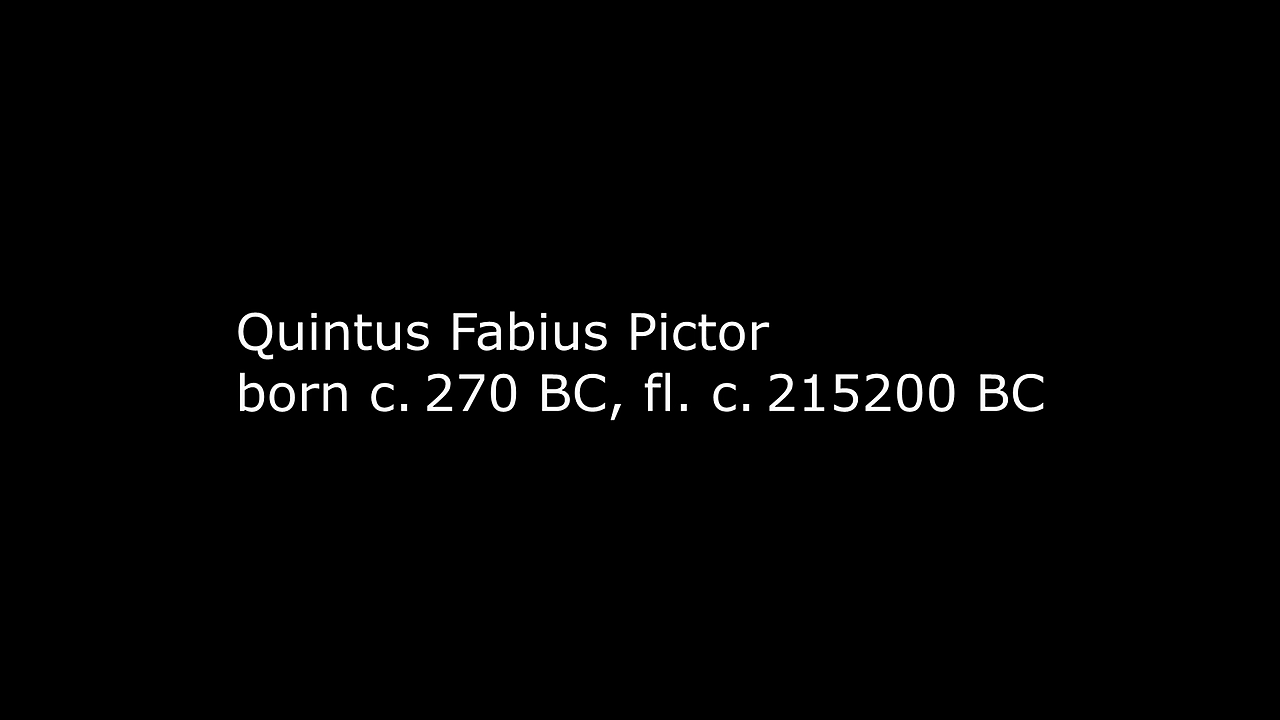 Quintus Fabius Pictor
born c. 270 BC, fl. c. 215200 BC